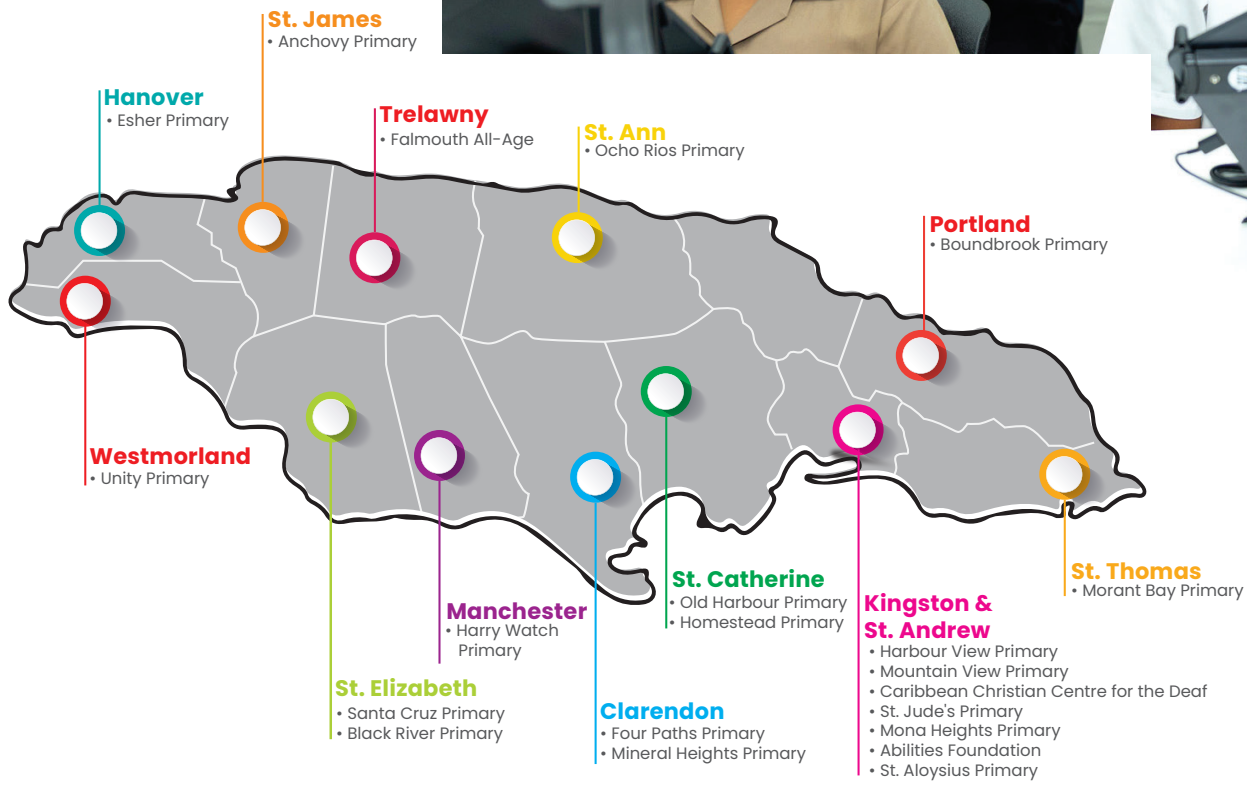 St. James
• Anchovy Primary
Hanover
• Esher Primary
Trelawny
• Falmouth All-Age
St. Ann
• Ocho Rios Primary
Portland
• Boundbrook Primary
Westmorland
• Unity Primary
St. Thomas
• Morant Bay Primary
St. Catherine
• Old Harbour Primary
• Homestead Primary
Kingston &
St. Andrew
• Harbour View Primary
• Mountain View Primary
• Caribbean Christian Centre for the Deaf
• St. Jude's Primary
• Mona Heights Primary
• Abilities Foundation
• St. Aloysius Primary
Manchester
• Harry Watch
Primary
St. Elizabeth
• Santa Cruz Primary
• Black River Primary
Clarendon
• Four Paths Primary
• Mineral Heights Primary